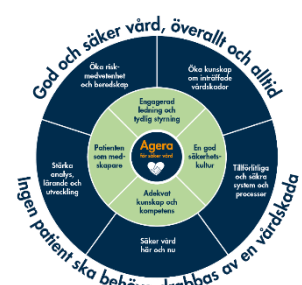 God och säker vård, överallt och alltid
Öka risk-
medvetenhet
och beredskap
Öka kunskap
om inträffade
vårdskador
Engagerad
ledning och
tydlig styrning
Patienten
som med-
skapare
Agera
för säker vård
En god
säkerhets-
kultur
Stärka
analys,
lärande och
utveckling
Tillförlitliga
och säkra
system och
processer
Adekvat
kunskap och
kompetens
Säker vård
här och nu
Ingen patient ska behöva drabbas av en vårdskada